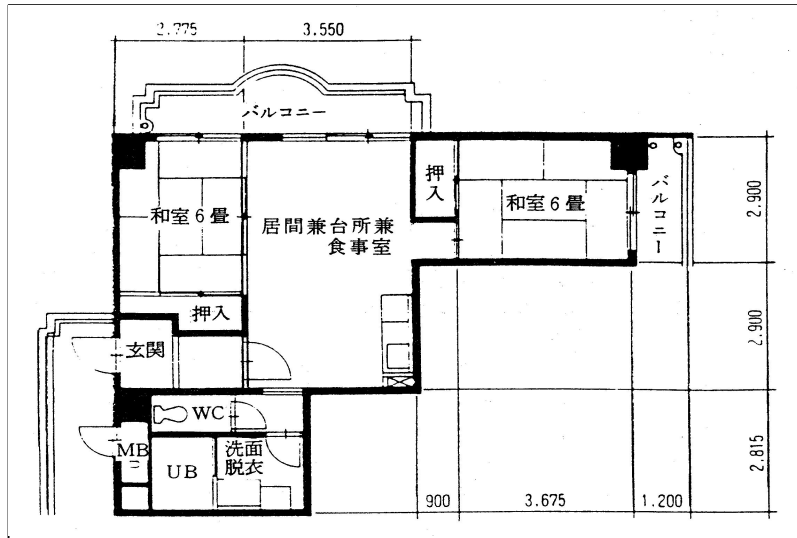 2.775
3.550
バルコニー
押入
和室6畳
バルコニー
2.900
和室6畳
居間兼台所兼
食事室
押入
玄関
2.900
WC
MB
UB
洗面
脱衣
2.815
900
3.675
1.200